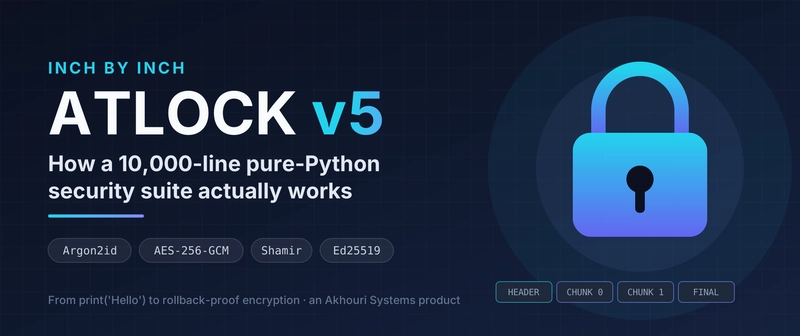 INCH BY INCH
ATLOCK v5
How a 10,000-line pure-Python
security suite actually works
Argon2id AES-256-GCM Shamir Ed25519
From print('Hello') to rollback-proof encryption · an Akhouri Systems product
HEADER CHUNK 0 CHUNK 1 FINAL